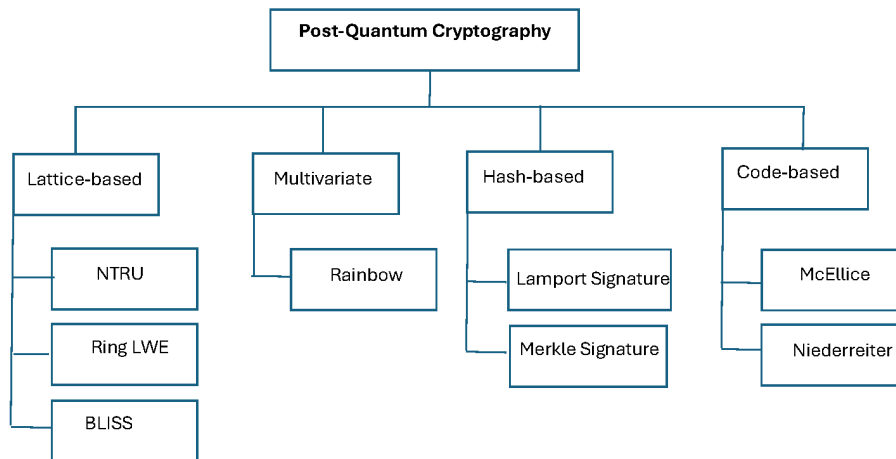 Post-Quantum Cryptography
Lattice-based
Multivariate
Hash-based
Code-based
NTRU
Rainbow
Lamport Signature
McEllice
Ring LWE
Merkle Signature
Niederreiter
BLISS